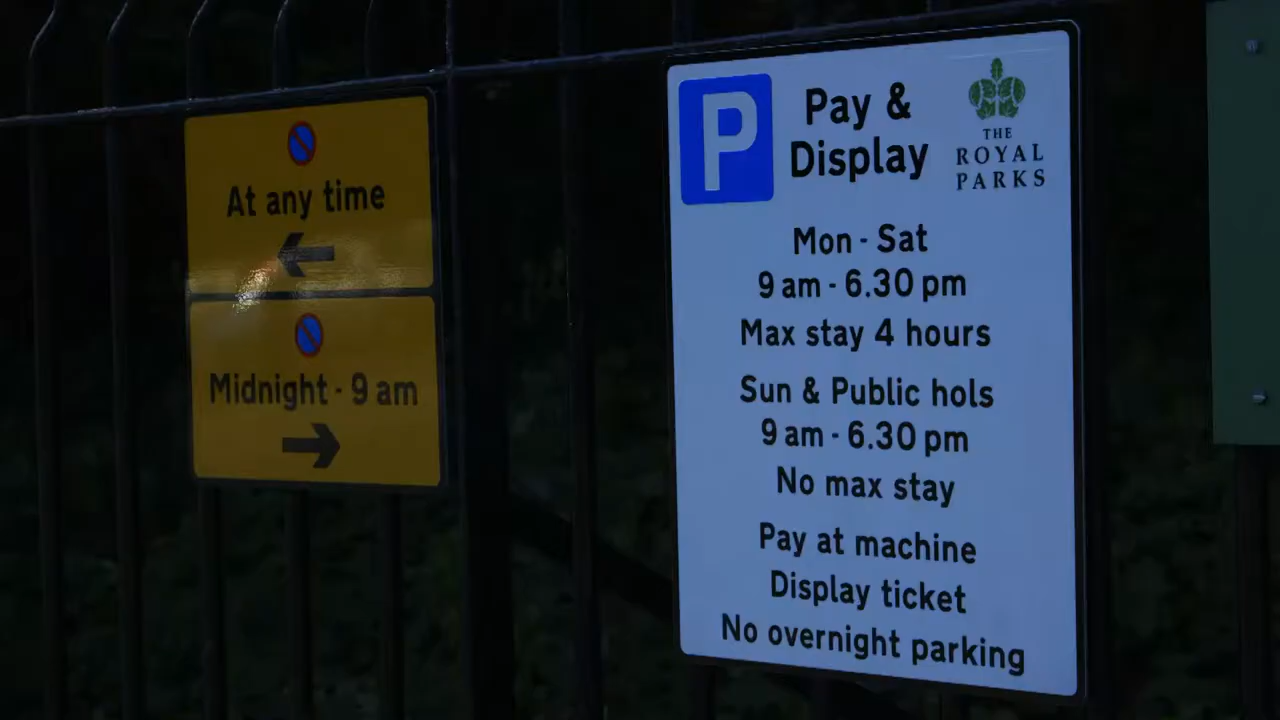 At any time
Midnight - 9 am
P
Pay &
Display
THE
ROYAL
PARKS
Mon - Sat
9 am - 6.30 pm
Max stay 4 hours
Sun & Public hols
9 am - 6.30 pm
No max stay
Pay at machine
Display ticket
No overnight parking